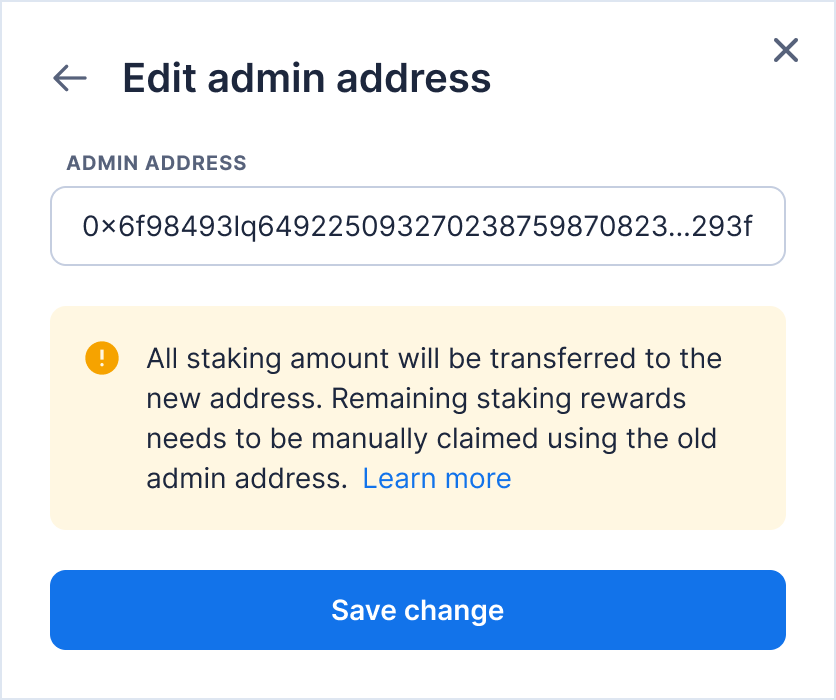 Edit admin address
ADMIN ADDRESS
0×6f98493lq649225093270238759870823...293f
All staking amount will be transferred to the
new address. Remaining staking rewards
needs to be manually claimed using the old
admin address. Learn more
Save change